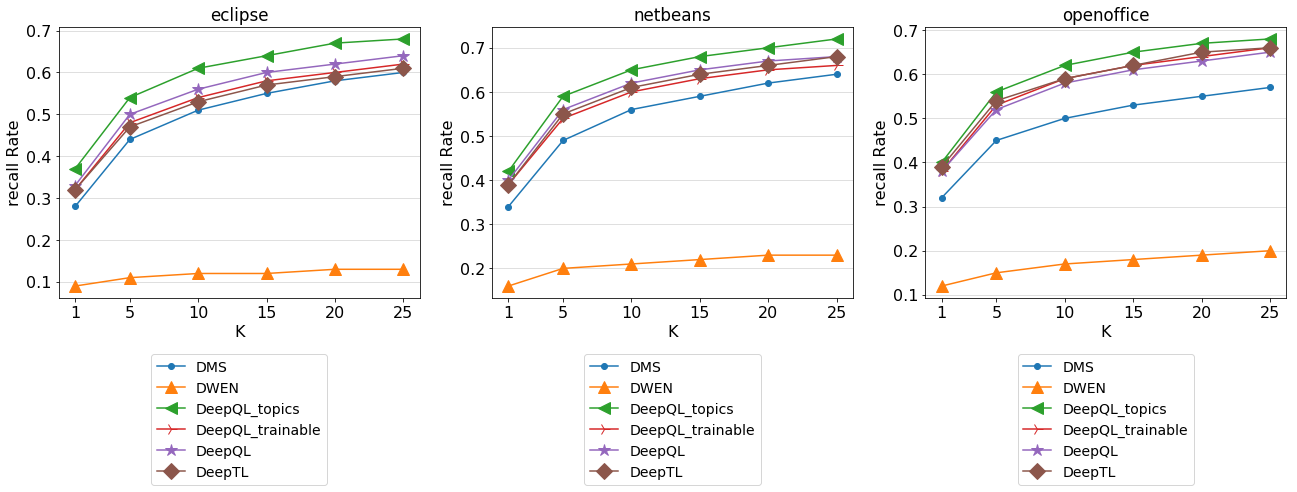 eclipse
recall Rate
0.7
0.6
0.5
0.4
0.3
0.2
0.1
1 5 10 15 20 25
K
DMS
DWEN
DeepQL_topics
DeepQL_trainable
DeepQL
DeepTL
netbeans
recall Rate
0.7
0.6
0.5
0.4
0.3
0.2
1 5 10 15 20 25
K
DMS
DWEN
DeepQL_topics
DeepQL_trainable
DeepQL
DeepTL
openoffice
recall Rate
0.7
0.6
0.5
0.4
0.3
0.2
0.1
1 5 10 15 20 25
K
DMS
DWEN
DeepQL_topics
DeepQL_trainable
DeepQL
DeepTL